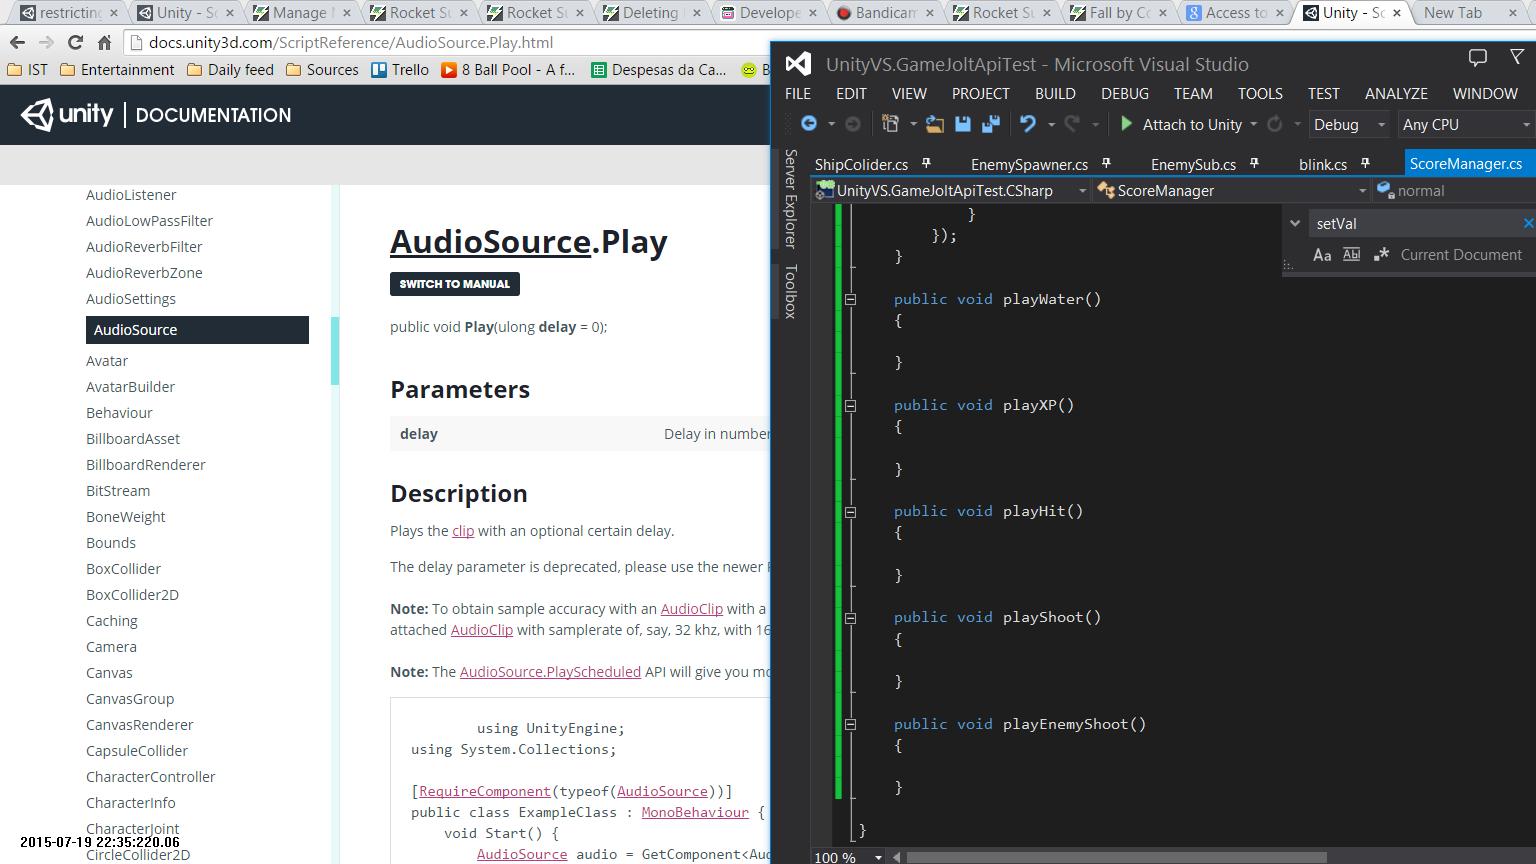 restricting
Unity - Sc
Manage
Rocket Su
Rocket Su
Deleting
Develope
Bandicam
Rocket Su
Fall by Co
Access to
Unity - Sc
New Tab
docs.unity3d.com/ScriptReference/AudioSource.Play.html
IST
Entertainment
Daily feed
Sources
Trello
8 Ball Pool - A f...
Despesas da Ca...
B
unity
DOCUMENTATION
AudioListener
AudioLowPassFilter
AudioReverbFilter
AudioReverbZone
AudioSettings
AudioSource
Avatar
AvatarBuilder
Behaviour
BillboardAsset
BillboardRenderer
BitStream
BoneWeight
Bounds
BoxCollider
BoxCollider2D
Caching
Camera
Canvas
CanvasGroup
CanvasRenderer
CapsuleCollider
CharacterController
CharacterInfo
CharacterJoint
CircleCollider2D
2015-07-19 22:35:220.06
AudioSource.Play
SWITCH TO MANUAL
public void Play(ulong delay = 0);
Parameters
delay
Delay in number
Description
Plays the clip with an optional certain delay.
The delay parameter is deprecated, please use the newer
Note: To obtain sample accuracy with an AudioClip with a
attached AudioClip with samplerate of, say, 32 khz, with 16
Note: The AudioSource.PlayScheduled API will give you mo
using UnityEngine;
using System.Collections;
[RequireComponent(typeof(AudioSource))]
public class ExampleClass : MonoBehaviour {
void Start() {
AudioSource audio = GetComponent<Aud
UnityVS.GameJoltApiTest - Microsoft Visual Studio
FILE
EDIT
VIEW
PROJECT
BUILD
DEBUG
TEAM
TOOLS
TEST
ANALYZE
WINDOW
Attach to Unity
Debug
Any CPU
Server Explorer
Toolbox
ShipColider.cs
EnemySpawner.cs
EnemySub.cs
blink.cs
ScoreManager.cs
UnityVS.GameJoltApiTest.CSharp
ScoreManager
normal
setVal
Aa
Abl
.*
Current Document
}
});
}
public void playWater()
{
}
public void playXP()
{
}
public void playHit()
{
}
public void playShoot()
{
}
public void playEnemyShoot()
{
}
}
100 %